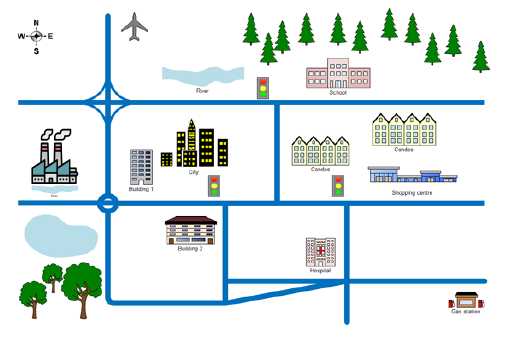 N
W E
S
River
School
City
Building 1
Condos
Condos
Shopping centre
Building 2
Hospital
Gas station